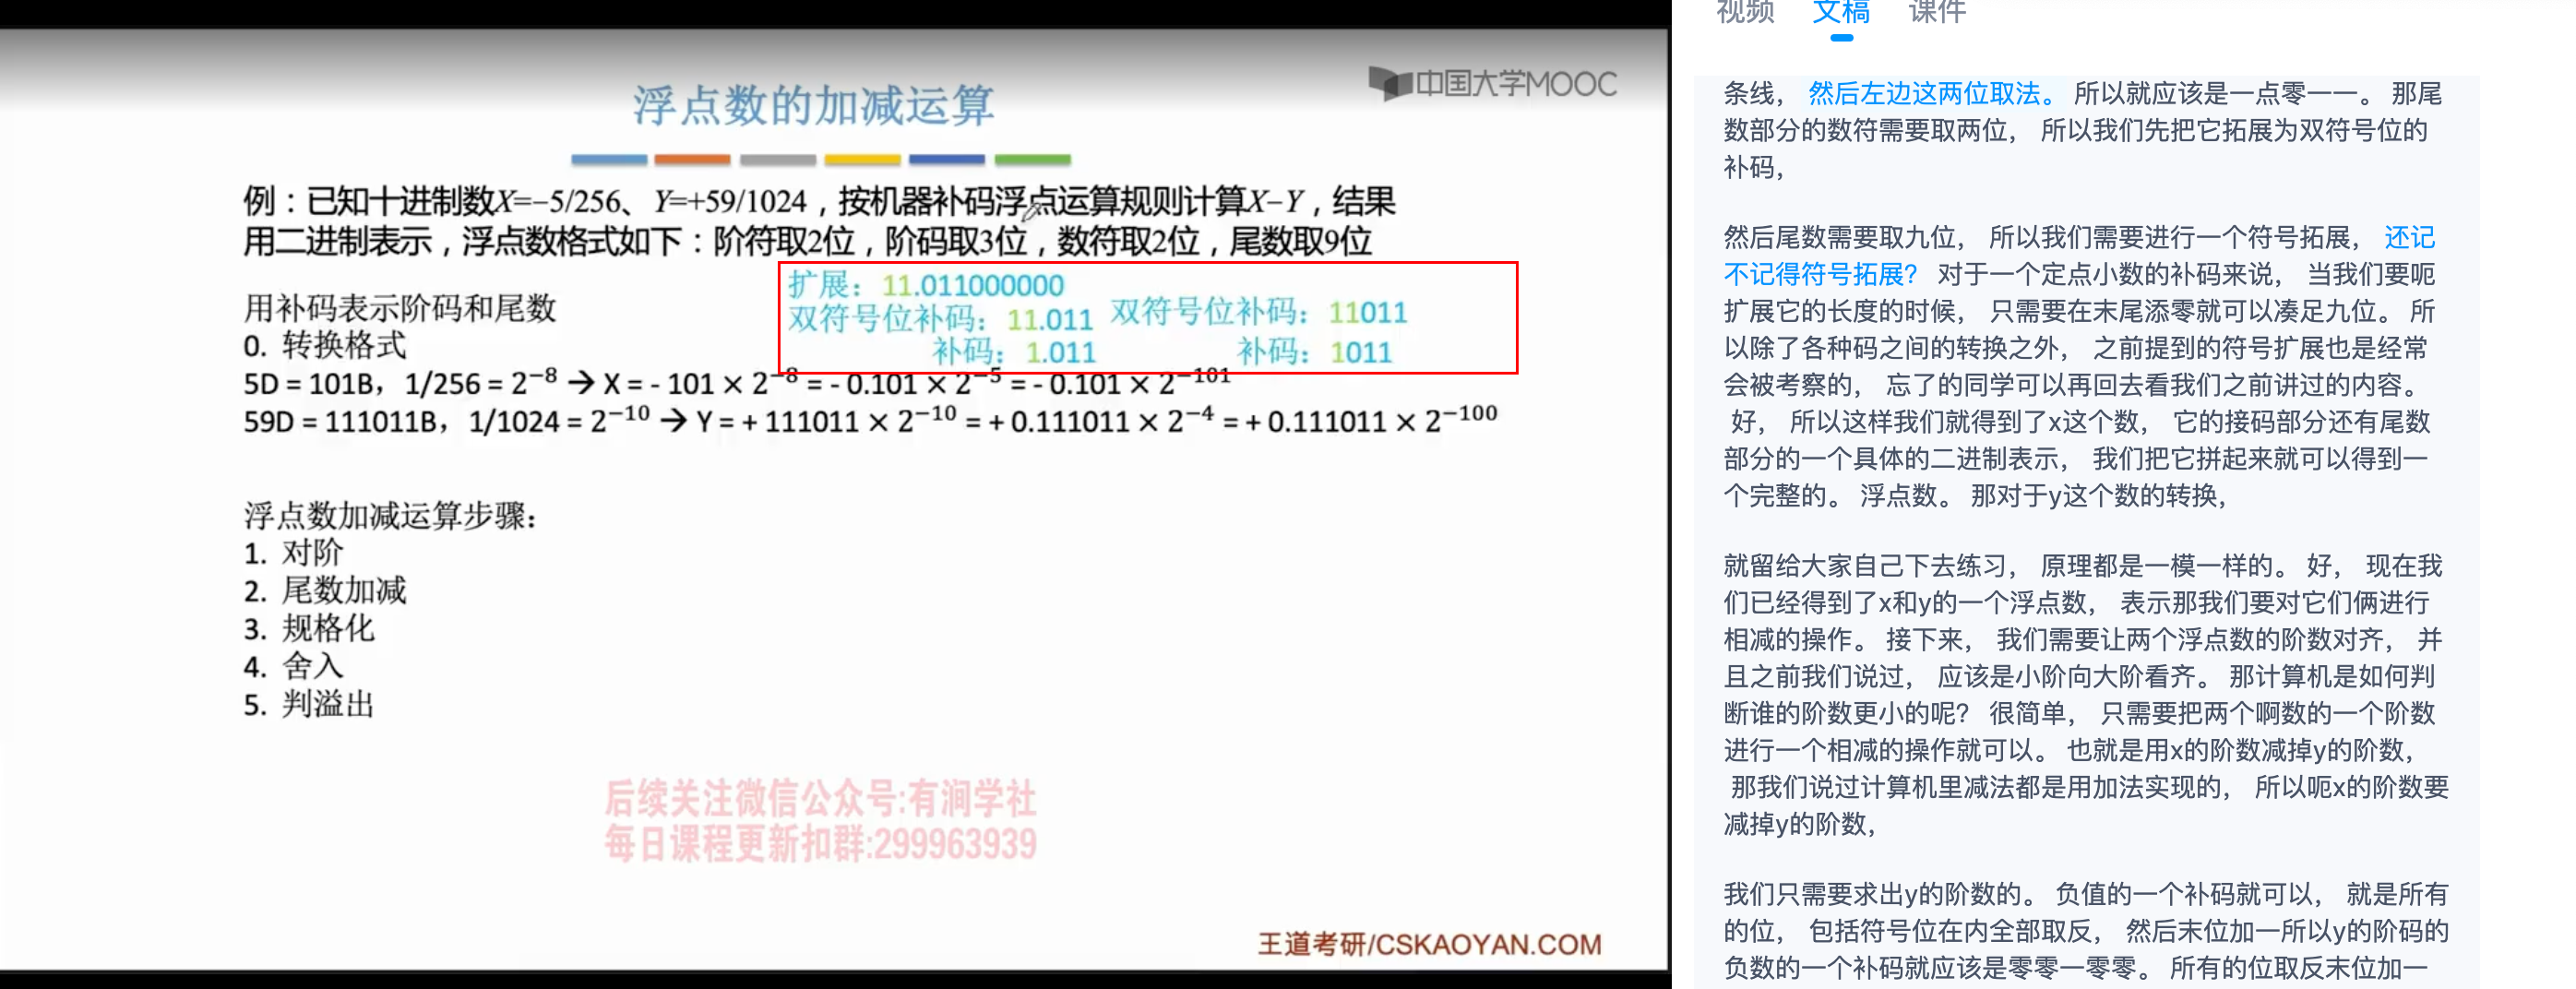 中国大学MOOC
浮点数的加减运算
例：已知十进制数X=−5/256、Y=+59/1024，按机器补码浮点运算规则计算X−Y，结果
用二进制表示，浮点数格式如下：阶符取2位，阶码取3位，数符取2位，尾数取9位
扩展：11.011000000
双符号位补码：11.011 双符号位补码：11011
补码：1.011 补码：1011
用补码表示阶码和尾数
0. 转换格式
5D = 101B，1/256 = 2⁻⁸ → X = - 101 × 2⁻⁸ = - 0.101 × 2⁻⁵ = - 0.101 × 2⁻¹⁰¹
59D = 111011B，1/1024 = 2⁻¹⁰ → Y = + 111011 × 2⁻¹⁰ = + 0.111011 × 2⁻⁴ = + 0.111011 × 2⁻¹⁰⁰
浮点数加减运算步骤：
1. 对阶
2. 尾数加减
3. 规格化
4. 舍入
5. 判溢出
后续关注微信公众号:有涧学社
每日课程更新扣群:299963939
王道考研/CSKAOYAN.COM
视频 文稿 课件
条线， 然后左边这两位取法。 所以就应该是一点零一一。 那尾
数部分的数符需要取两位， 所以我们先把它拓展为双符号位的
补码，
然后尾数需要取九位， 所以我们需要进行一个符号拓展， 还记
不记得符号拓展？ 对于一个定点小数的补码来说， 当我们要呃
扩展它的长度的时候， 只需要在末尾添零就可以凑足九位。 所
以除了各种码之间的转换之外， 之前提到的符号扩展也是经常
会被考察的， 忘了的同学可以再回去看我们之前讲过的内容。
好， 所以这样我们就得到了x这个数， 它的接码部分还有尾数
部分的一个具体的二进制表示， 我们把它拼起来就可以得到一
个完整的。 浮点数。 那对于y这个数的转换，
就留给大家自己下去练习， 原理都是一模一样的。 好， 现在我
们已经得到了x和y的一个浮点数， 表示那我们要对它们俩进行
相减的操作。 接下来， 我们需要让两个浮点数的阶数对齐， 并
且之前我们说过， 应该是小阶向大阶看齐。 那计算机是如何判
断谁的阶数更小的呢？ 很简单， 只需要把两个啊数的一个阶数
进行一个相减的操作就可以。 也就是用x的阶数减掉y的阶数，
那我们说过计算机里减法都是用加法实现的， 所以呃x的阶数要
减掉y的阶数，
我们只需要求出y的阶数的。 负值的一个补码就可以， 就是所有
的位， 包括符号位在内全部取反， 然后末位加一所以y的阶码的
负数的一个补码就应该是零零一零零。 所有的位取反末位加一